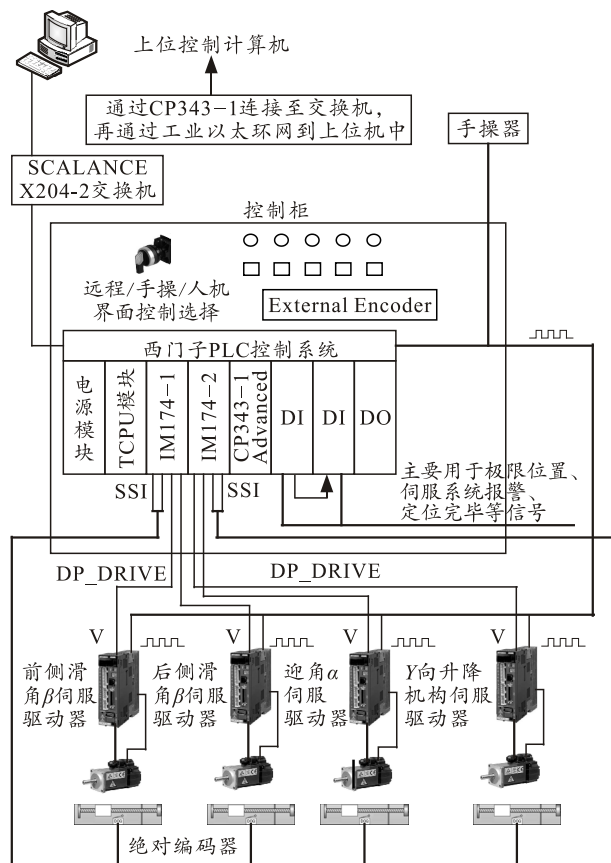 上位控制计算机
通过CP343-1连接至交换机,
再通过工业以太环网到上位机中
手操器
SCALANCE
X204-2交换机
控制柜
远程/手操/人机
界面控制选择
External Encoder
西门子PLC控制系统
电源模块
TCPU模块
IM174-1
IM174-2
CP343-1
Advanced
DI
DI
DO
SSI
SSI
主要用于极限位置、
伺服系统报警、
定位完毕等信号
DP_DRIVE
DP_DRIVE
V
V
V
V
前侧滑
角β伺服
驱动器
后侧滑
角β伺服
驱动器
迎角α
伺服
驱动器
Y向升降
机构伺服
驱动器
绝对编码器